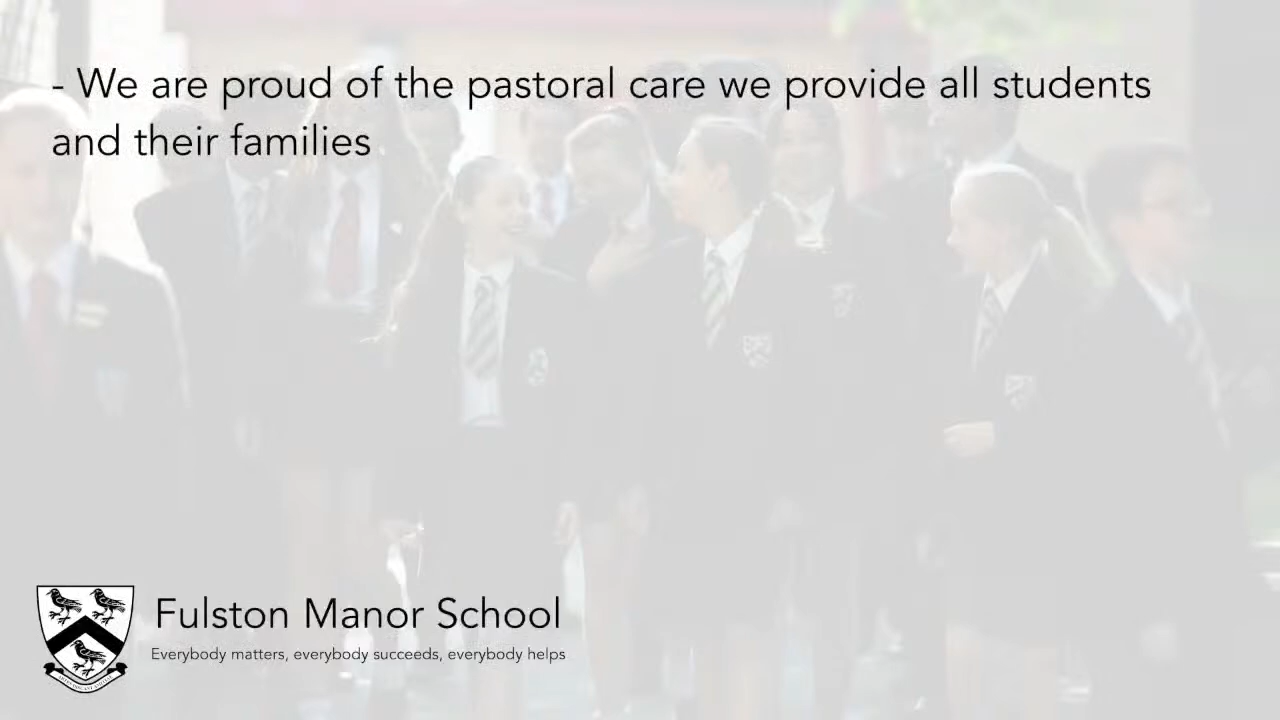 - We are proud of the pastoral care we provide all students
and their families
Fulston Manor School
Everybody matters, everybody succeeds, everybody helps